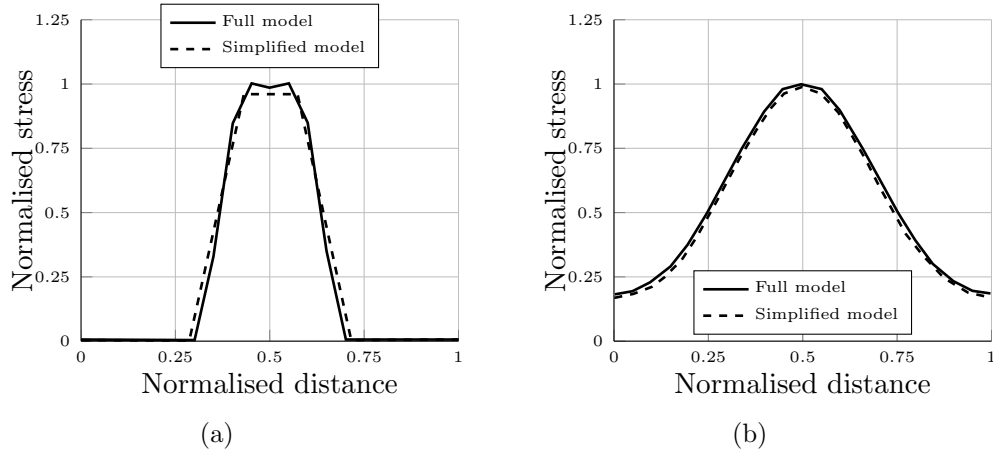 Full model
Simplified model
1.25
1
0.75
0.5
0.25
0
Normalised stress
0 0.25 0.5 0.75 1
Normalised distance
(a)
1.25
1
0.75
0.5
0.25
0
Normalised stress
Full model
Simplified model
0 0.25 0.5 0.75 1
Normalised distance
(b)